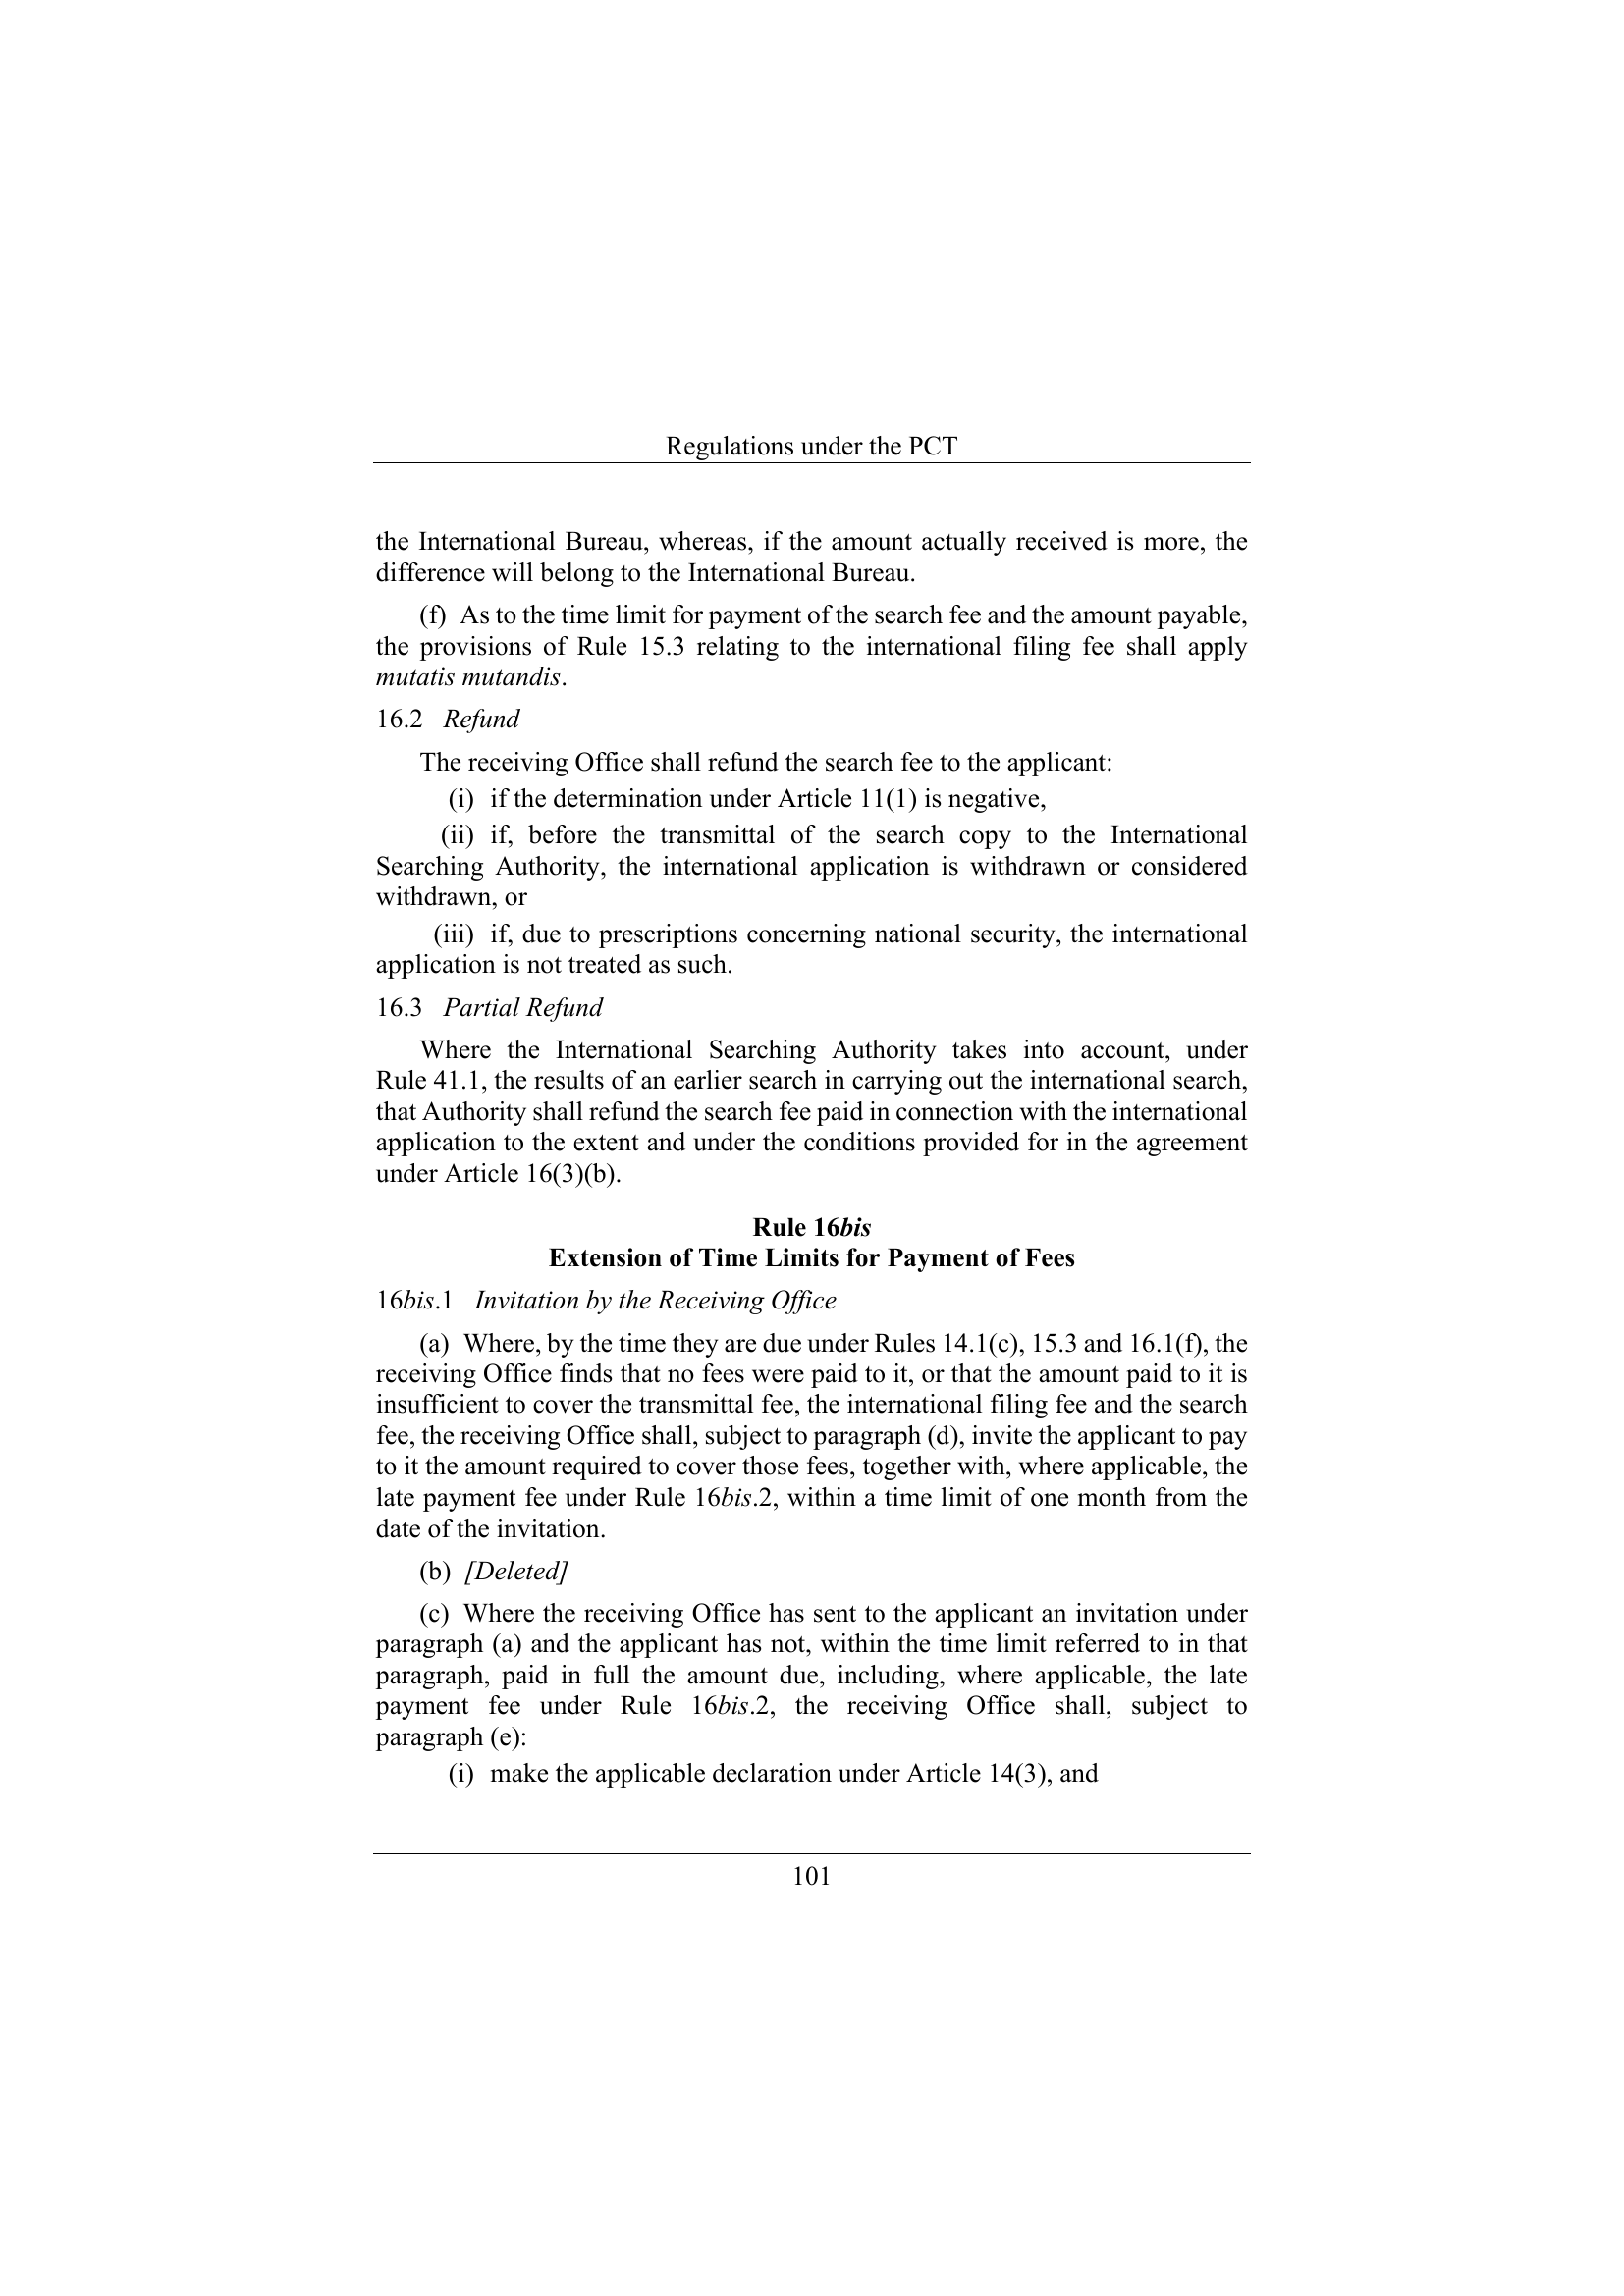 Regulations under the PCT
the International Bureau, whereas, if the amount actually received is more, the
difference will belong to the International Bureau.
(f) As to the time limit for payment of the search fee and the amount payable,
the provisions of Rule 15.3 relating to the international filing fee shall apply
mutatis mutandis.
16.2 Refund
The receiving Office shall refund the search fee to the applicant:
(i) if the determination under Article 11(1) is negative,
(ii) if, before the transmittal of the search copy to the International
Searching Authority, the international application is withdrawn or considered
withdrawn, or
(iii) if, due to prescriptions concerning national security, the international
application is not treated as such.
16.3 Partial Refund
Where the International Searching Authority takes into account, under
Rule 41.1, the results of an earlier search in carrying out the international search,
that Authority shall refund the search fee paid in connection with the international
application to the extent and under the conditions provided for in the agreement
under Article 16(3)(b).
Rule 16bis
Extension of Time Limits for Payment of Fees
16bis.1 Invitation by the Receiving Office
(a) Where, by the time they are due under Rules 14.1(c), 15.3 and 16.1(f), the
receiving Office finds that no fees were paid to it, or that the amount paid to it is
insufficient to cover the transmittal fee, the international filing fee and the search
fee, the receiving Office shall, subject to paragraph (d), invite the applicant to pay
to it the amount required to cover those fees, together with, where applicable, the
late payment fee under Rule 16bis.2, within a time limit of one month from the
date of the invitation.
(b) [Deleted]
(c) Where the receiving Office has sent to the applicant an invitation under
paragraph (a) and the applicant has not, within the time limit referred to in that
paragraph, paid in full the amount due, including, where applicable, the late
payment fee under Rule 16bis.2, the receiving Office shall, subject to
paragraph (e):
(i) make the applicable declaration under Article 14(3), and
101